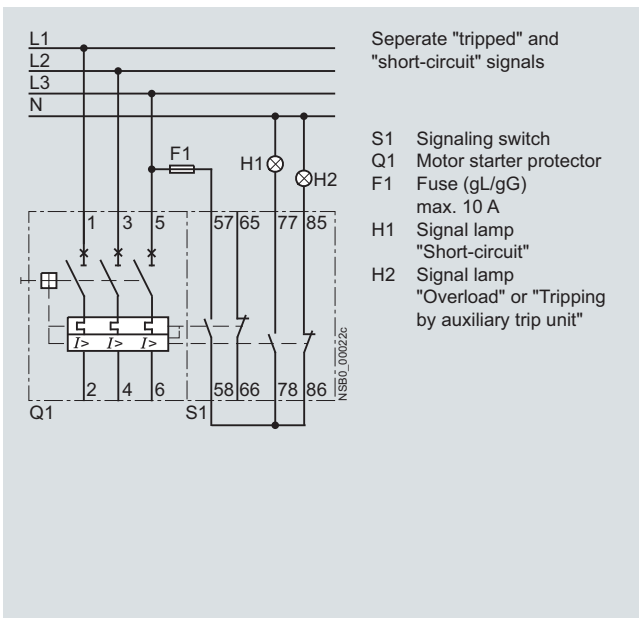 L1
L2
L3
N
F1
H1
H2
1 3 5 57 65 77 85
I> I> I>
2 4 6 58 66 78 86
Q1 S1
NSB0_00022c
Seperate "tripped" and
"short-circuit" signals
S1 Signaling switch
Q1 Motor starter protector
F1 Fuse (gL/gG)
max. 10 A
H1 Signal lamp
"Short-circuit"
H2 Signal lamp
"Overload" or "Tripping
by auxiliary trip unit"